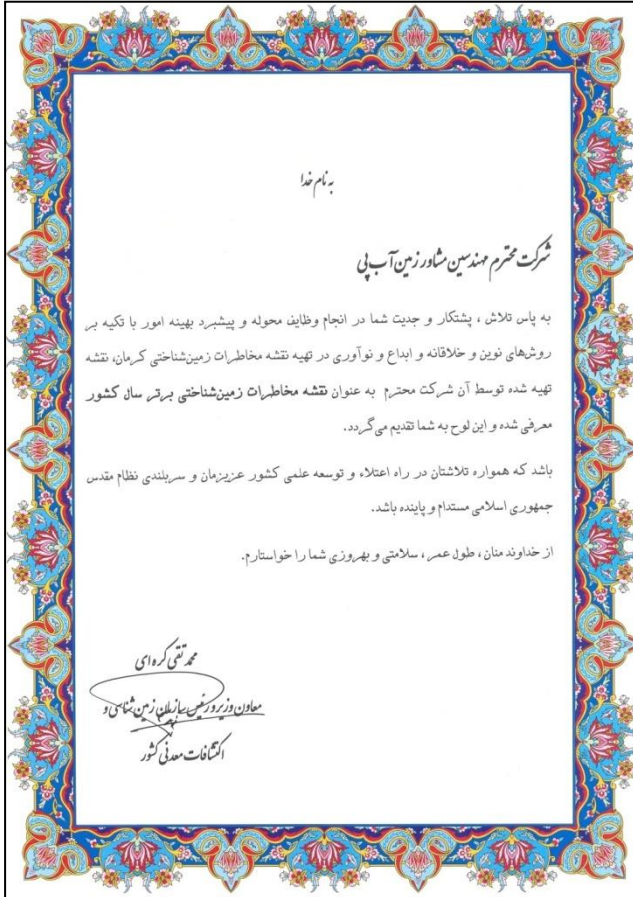 به نام خدا
شرکت محترم مهندسین مشاور زمین آب پی
به پاس تلاش ، پشتکار و جدیت شما در انجام وظایف محوله و پیشبرد بهینه امور با تکیه بر
روش‌های نوین و خلاقانه و ابداع و نوآوری در تهیه نقشه مخاطرات زمین‌شناختی کرمان، نقشه
تهیه شده توسط آن شرکت محترم به عنوان نقشه مخاطرات زمین‌شناختی برتر سال کشور
معرفی شده و این لوح به شما تقدیم می‌گردد.
باشد که همواره تلاشتان در راه اعتلاء و توسعه علمی کشور عزیزمان و سربلندی نظام مقدس
جمهوری اسلامی مستدام و پاینده باشد.
از خداوند منان ، طول عمر ، سلامتی و بهروزی شما را خواستارم.
محمد تقی کره ای
معاون وزیر و رئیس سازمان زمین شناسی و
اکتشافات معدنی کشور